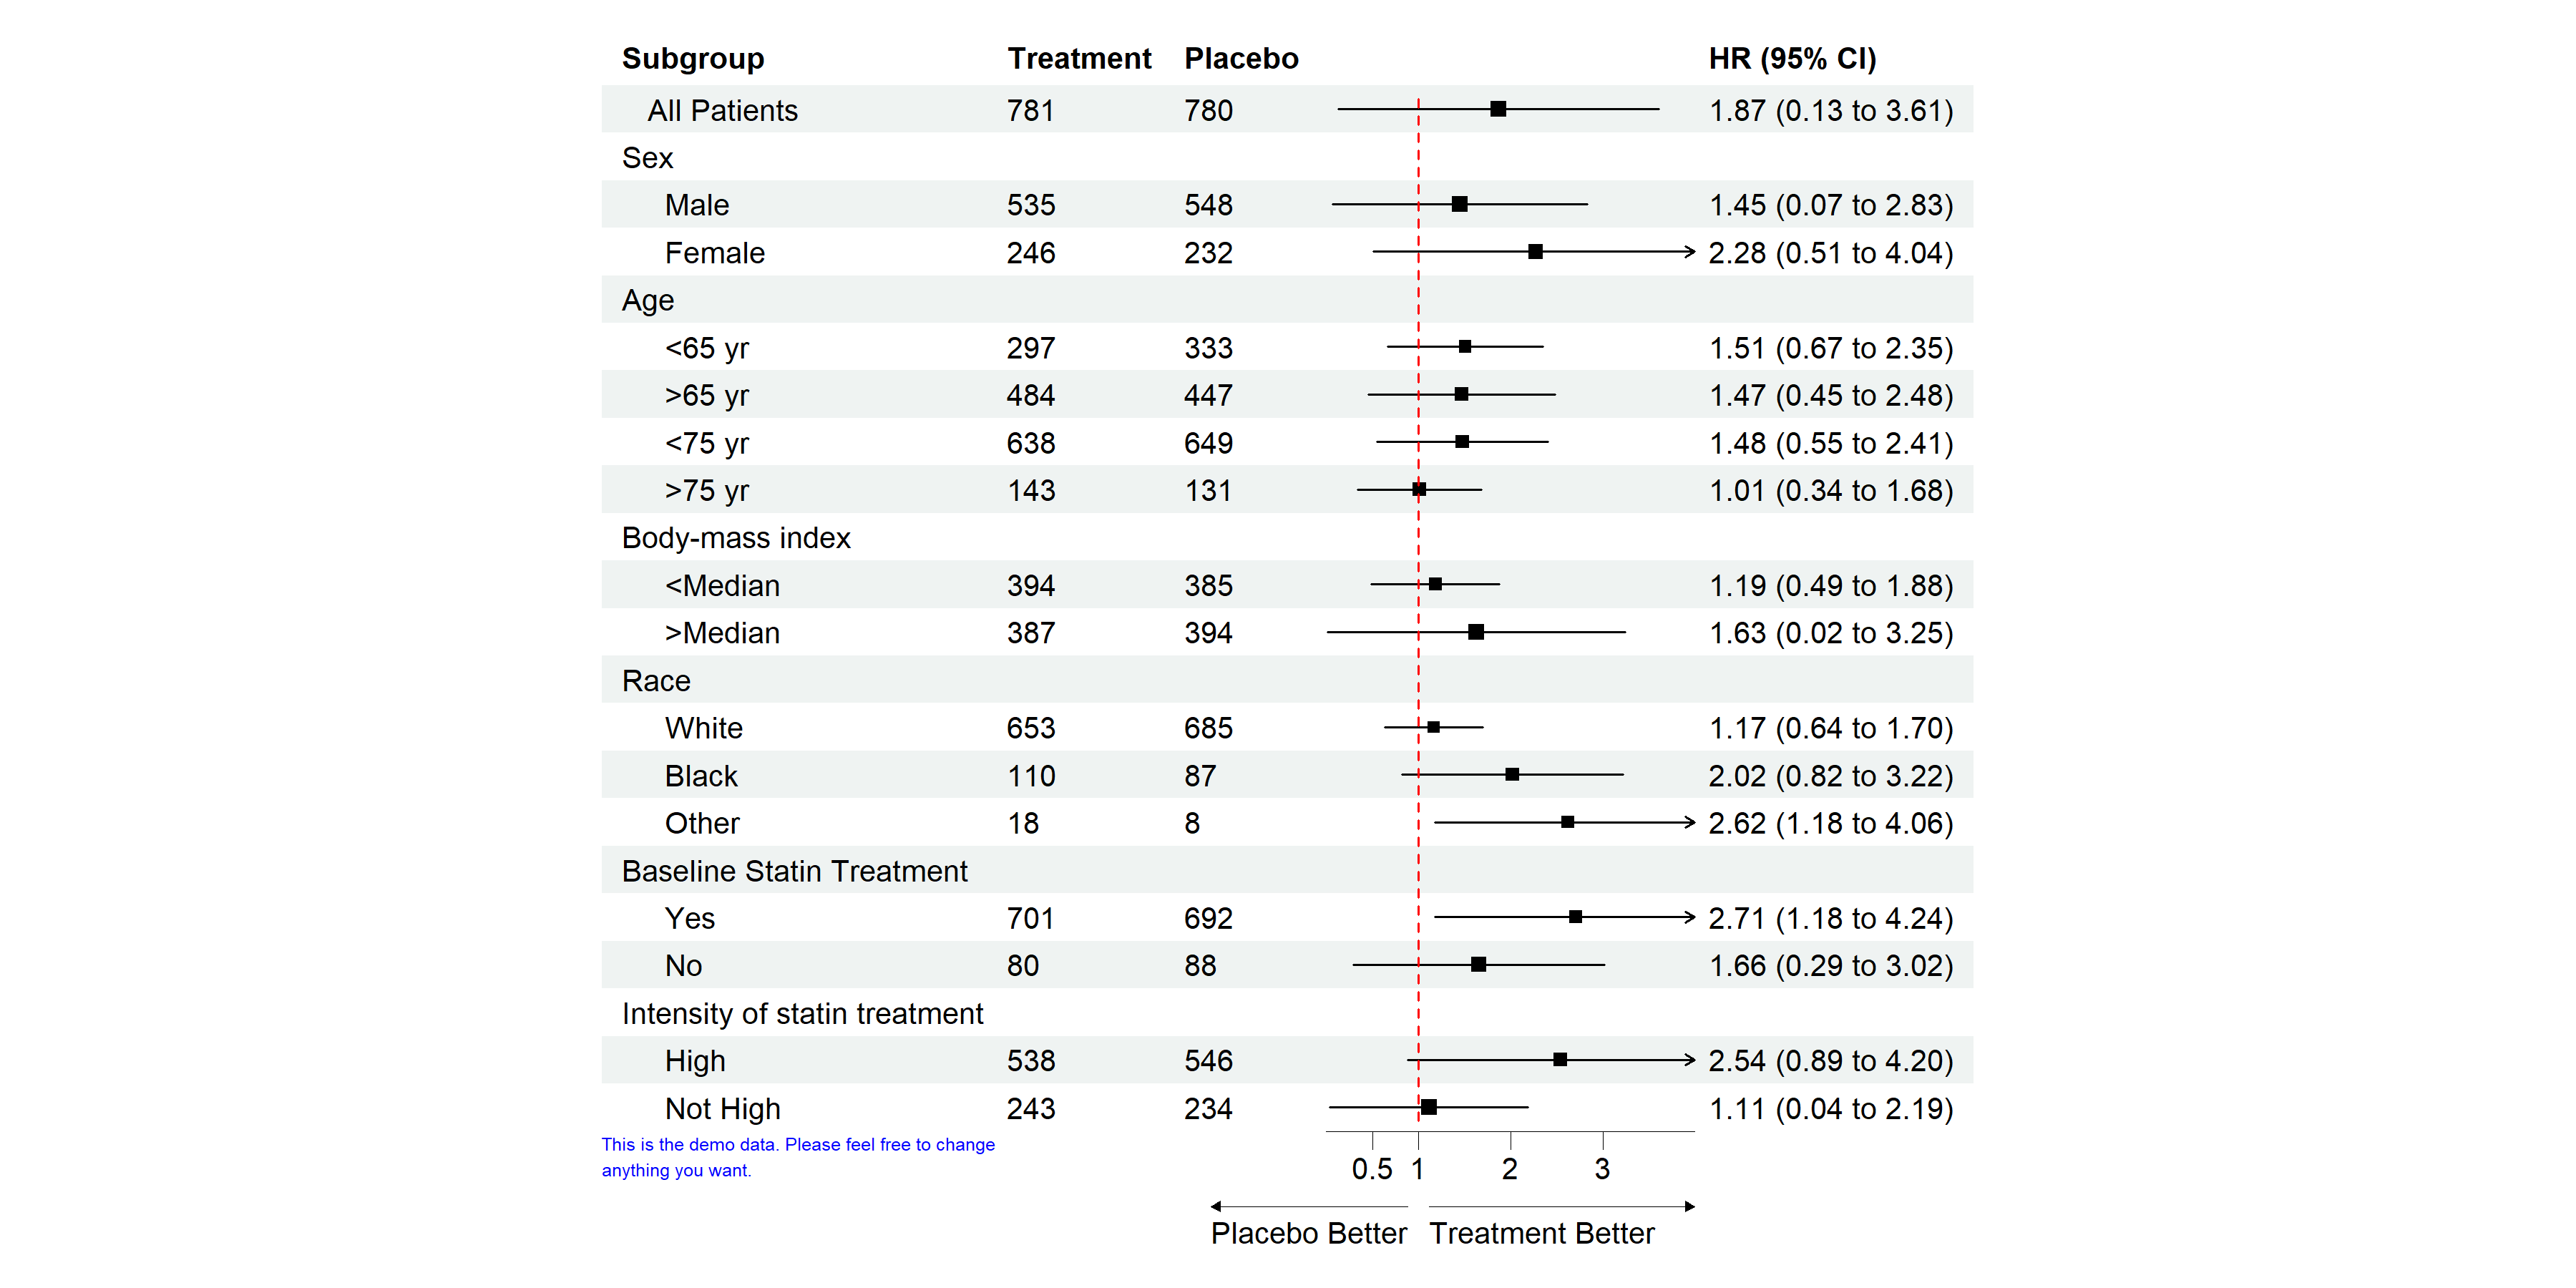 Subgroup Treatment Placebo HR (95% CI)
All Patients 781 780 1.87 (0.13 to 3.61)
Sex
Male 535 548 1.45 (0.07 to 2.83)
Female 246 232 2.28 (0.51 to 4.04)
Age
<65 yr 297 333 1.51 (0.67 to 2.35)
>65 yr 484 447 1.47 (0.45 to 2.48)
<75 yr 638 649 1.48 (0.55 to 2.41)
>75 yr 143 131 1.01 (0.34 to 1.68)
Body-mass index
<Median 394 385 1.19 (0.49 to 1.88)
>Median 387 394 1.63 (0.02 to 3.25)
Race
White 653 685 1.17 (0.64 to 1.70)
Black 110 87 2.02 (0.82 to 3.22)
Other 18 8 2.62 (1.18 to 4.06)
Baseline Statin Treatment
Yes 701 692 2.71 (1.18 to 4.24)
No 80 88 1.66 (0.29 to 3.02)
Intensity of statin treatment
High 538 546 2.54 (0.89 to 4.20)
Not High 243 234 1.11 (0.04 to 2.19)
This is the demo data. Please feel free to change
anything you want.
0.5 1 2 3
Placebo Better Treatment Better